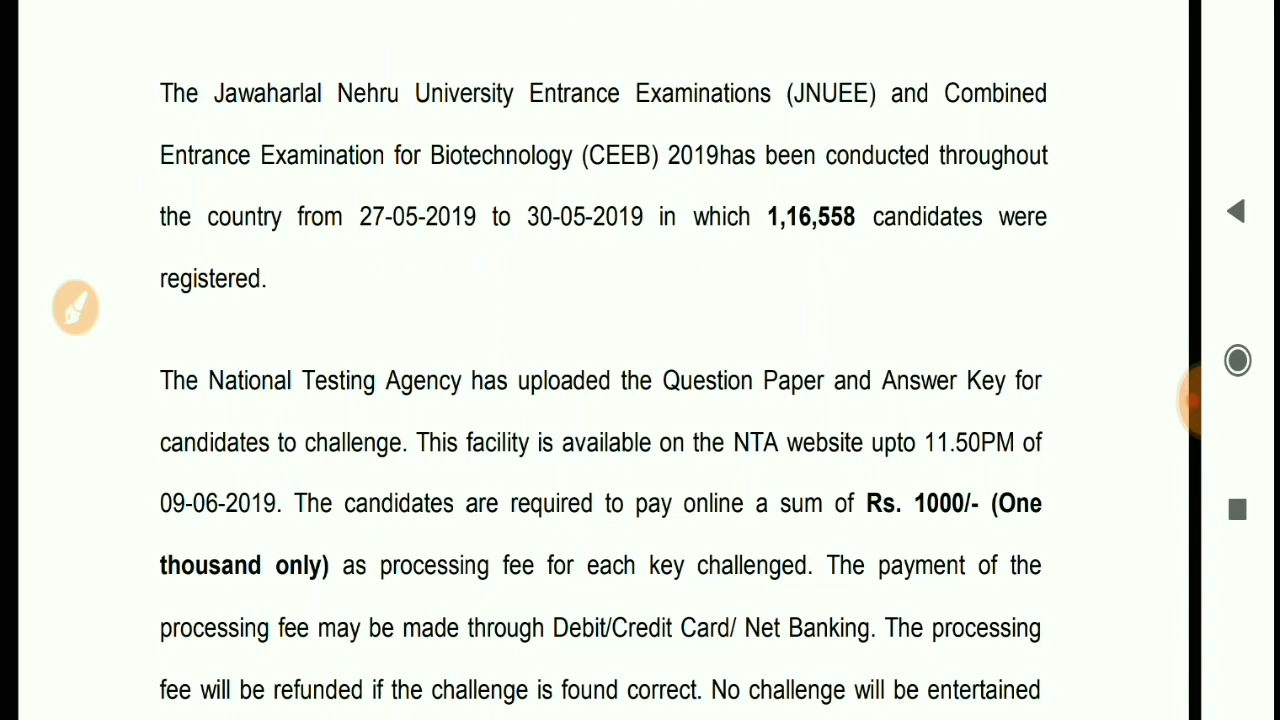 The Jawaharlal Nehru University Entrance Examinations (JNUEE) and Combined
Entrance Examination for Biotechnology (CEEB) 2019has been conducted throughout
the country from 27-05-2019 to 30-05-2019 in which 1,16,558 candidates were
registered.
The National Testing Agency has uploaded the Question Paper and Answer Key for
candidates to challenge. This facility is available on the NTA website upto 11.50PM of
09-06-2019. The candidates are required to pay online a sum of Rs. 1000/- (One
thousand only) as processing fee for each key challenged. The payment of the
processing fee may be made through Debit/Credit Card/ Net Banking. The processing
fee will be refunded if the challenge is found correct. No challenge will be entertained